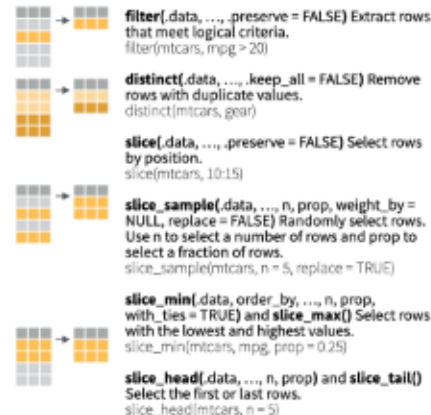 filter(.data, ..., .preserve = FALSE) Extract rows
that meet logical criteria.
filter(mtcars, mpg > 20)
distinct(.data, ..., .keep_all = FALSE) Remove
rows with duplicate values.
distinct(mtcars, gear)
slice(.data, ..., .preserve = FALSE) Select rows
by position.
slice(mtcars, 10:15)
slice_sample(.data, ..., n, prop, weight_by =
NULL, replace = FALSE) Randomly select rows.
Use n to select a number of rows and prop to
select a fraction of rows.
slice_sample(mtcars, n = 5, replace = TRUE)
slice_min(.data, order_by, ..., n, prop,
with_ties = TRUE) and slice_max() Select rows
with the lowest and highest values.
slice_min(mtcars, mpg, prop = 0.25)
slice_head(.data, ..., n, prop) and slice_tail()
Select the first or last rows.
slice_head(mtcars, n = 5)